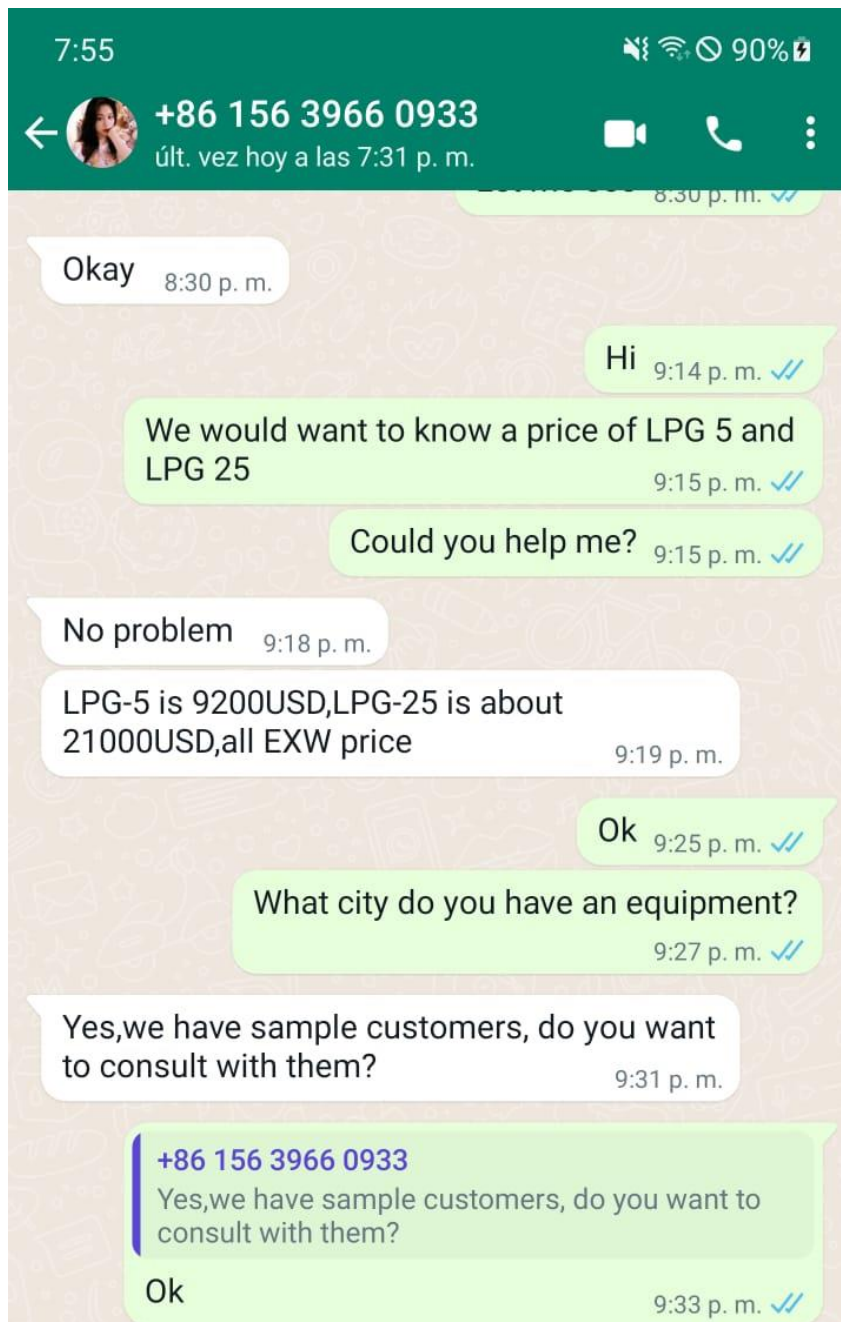 7:55
90%
+86 156 3966 0933
últ. vez hoy a las 7:31 p. m.
8:30 p. m.
Okay 8:30 p. m.
Hi 9:14 p. m.
We would want to know a price of LPG 5 and
LPG 25 9:15 p. m.
Could you help me? 9:15 p. m.
No problem 9:18 p. m.
LPG-5 is 9200USD,LPG-25 is about
21000USD,all EXW price 9:19 p. m.
Ok 9:25 p. m.
What city do you have an equipment?
9:27 p. m.
Yes,we have sample customers, do you want
to consult with them? 9:31 p. m.
+86 156 3966 0933
Yes,we have sample customers, do you want to
consult with them?
Ok 9:33 p. m.